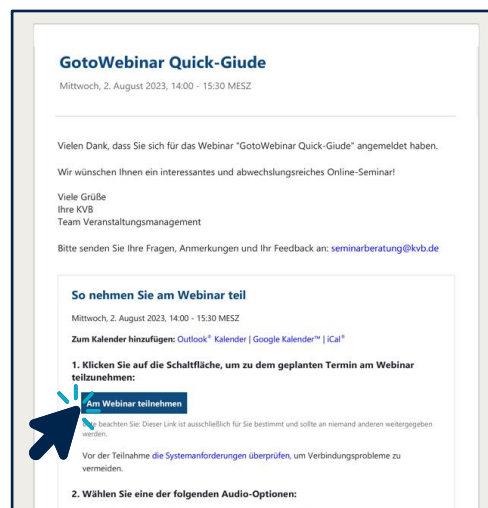 GotoWebinar Quick-Giude
Mittwoch, 2. August 2023, 14:00 - 15:30 MESZ
Vielen Dank, dass Sie sich für das Webinar "GotoWebinar Quick-Giude" angemeldet haben.
Wir wünschen Ihnen ein interessantes und abwechslungsreiches Online-Seminar!
Viele Grüße
Ihre KVB
Team Veranstaltungsmanagement
Bitte senden Sie Ihre Fragen, Anmerkungen und Ihr Feedback an: seminarberatung@kvb.de
So nehmen Sie am Webinar teil
Mittwoch, 2. August 2023, 14:00 - 15:30 MESZ
Zum Kalender hinzufügen: Outlook® Kalender | Google Kalender™ | iCal®
1. Klicken Sie auf die Schaltfläche, um zu dem geplanten Termin am Webinar
teilzunehmen:
Am Webinar teilnehmen
beachten Sie: Dieser Link ist ausschließlich für Sie bestimmt und sollte an niemand anderen weitergegeben
werden.
Vor der Teilnahme die Systemanforderungen überprüfen, um Verbindungsprobleme zu
vermeiden.
2. Wählen Sie eine der folgenden Audio-Optionen: